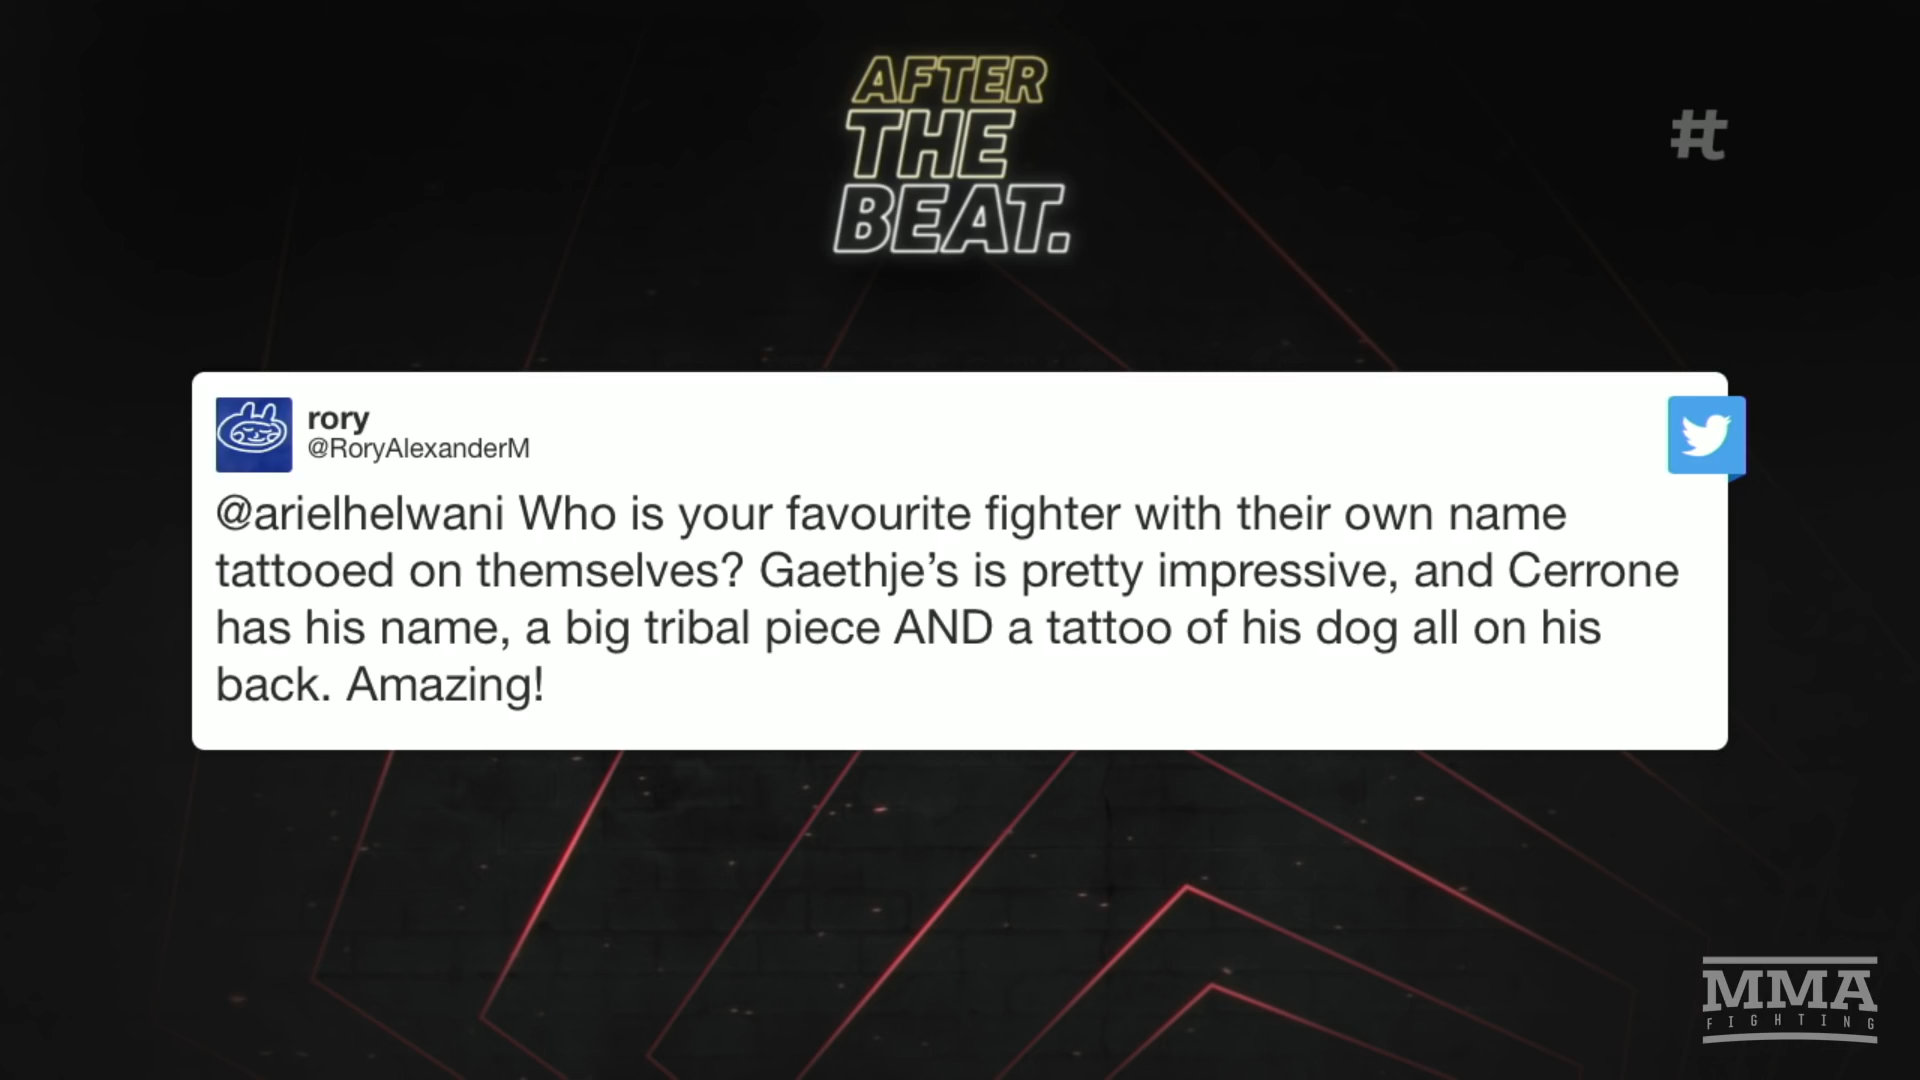 AFTER
THE
BEAT.
#
rory
@RoryAlexanderM
@arielhelwani Who is your favourite fighter with their own name
tattooed on themselves? Gaethje’s is pretty impressive, and Cerrone
has his name, a big tribal piece AND a tattoo of his dog all on his
back. Amazing!
MMA
FIGHTING